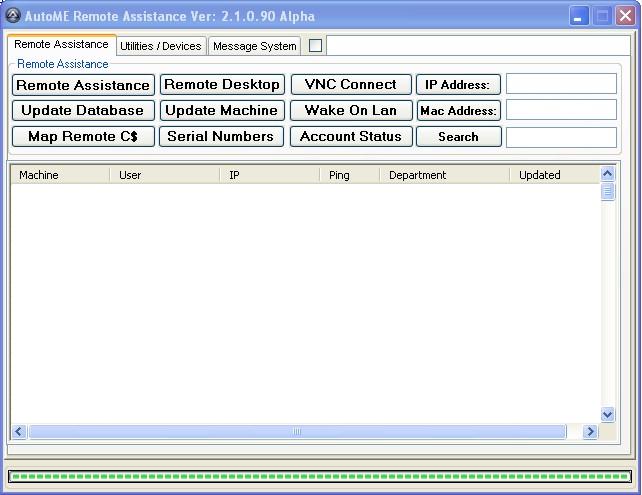 AutoME Remote Assistance Ver: 2.1.0.90 Alpha
Remote Assistance Utilities / Devices Message System
Remote Assistance
Remote Assistance Remote Desktop VNC Connect IP Address:
Update Database Update Machine Wake On Lan Mac Address:
Map Remote C$ Serial Numbers Account Status Search
Machine User IP Ping Department Updated